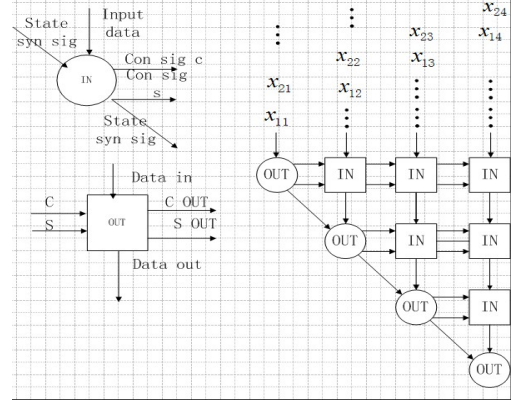 State
syn sig
Input
data
IN
Con sig c
Con sig
s
State
syn sig
Data in
C
S
OUT
C OUT
S OUT
Data out
x24
x23 x14
x22 x13
x21 x12
x11
OUT IN IN IN
OUT IN IN
OUT IN
OUT